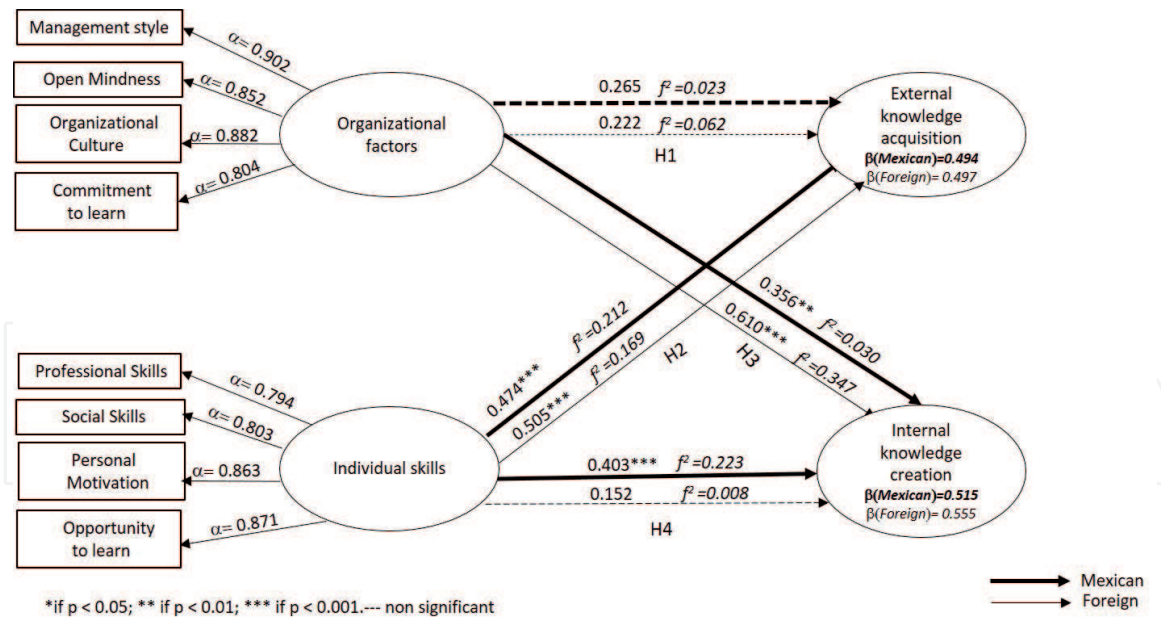 Management style
Open Mindness
Organizational
Culture
Commitment
to learn
α= 0.902
α= 0.852
α= 0.882
α= 0.804
Organizational
factors
0.265 f²=0.023
0.222 f²=0.062
H1
External
knowledge
acquisition
β(Mexican)=0.494
β(Foreign)= 0.497
0.356** f²=0.030
0.610*** f²=0.347
H3
0.474*** f²=0.212
0.505*** f²=0.169
H2
Professional Skills
Social Skills
Personal
Motivation
Opportunity
to learn
α= 0.794
α= 0.803
α= 0.863
α= 0.871
Individual skills
0.403*** f²=0.223
0.152 f²=0.008
H4
Internal
knowledge
creation
β(Mexican)=0.515
β(Foreign)= 0.555
Mexican
Foreign
*if p < 0.05; ** if p < 0.01; *** if p < 0.001.--- non significant